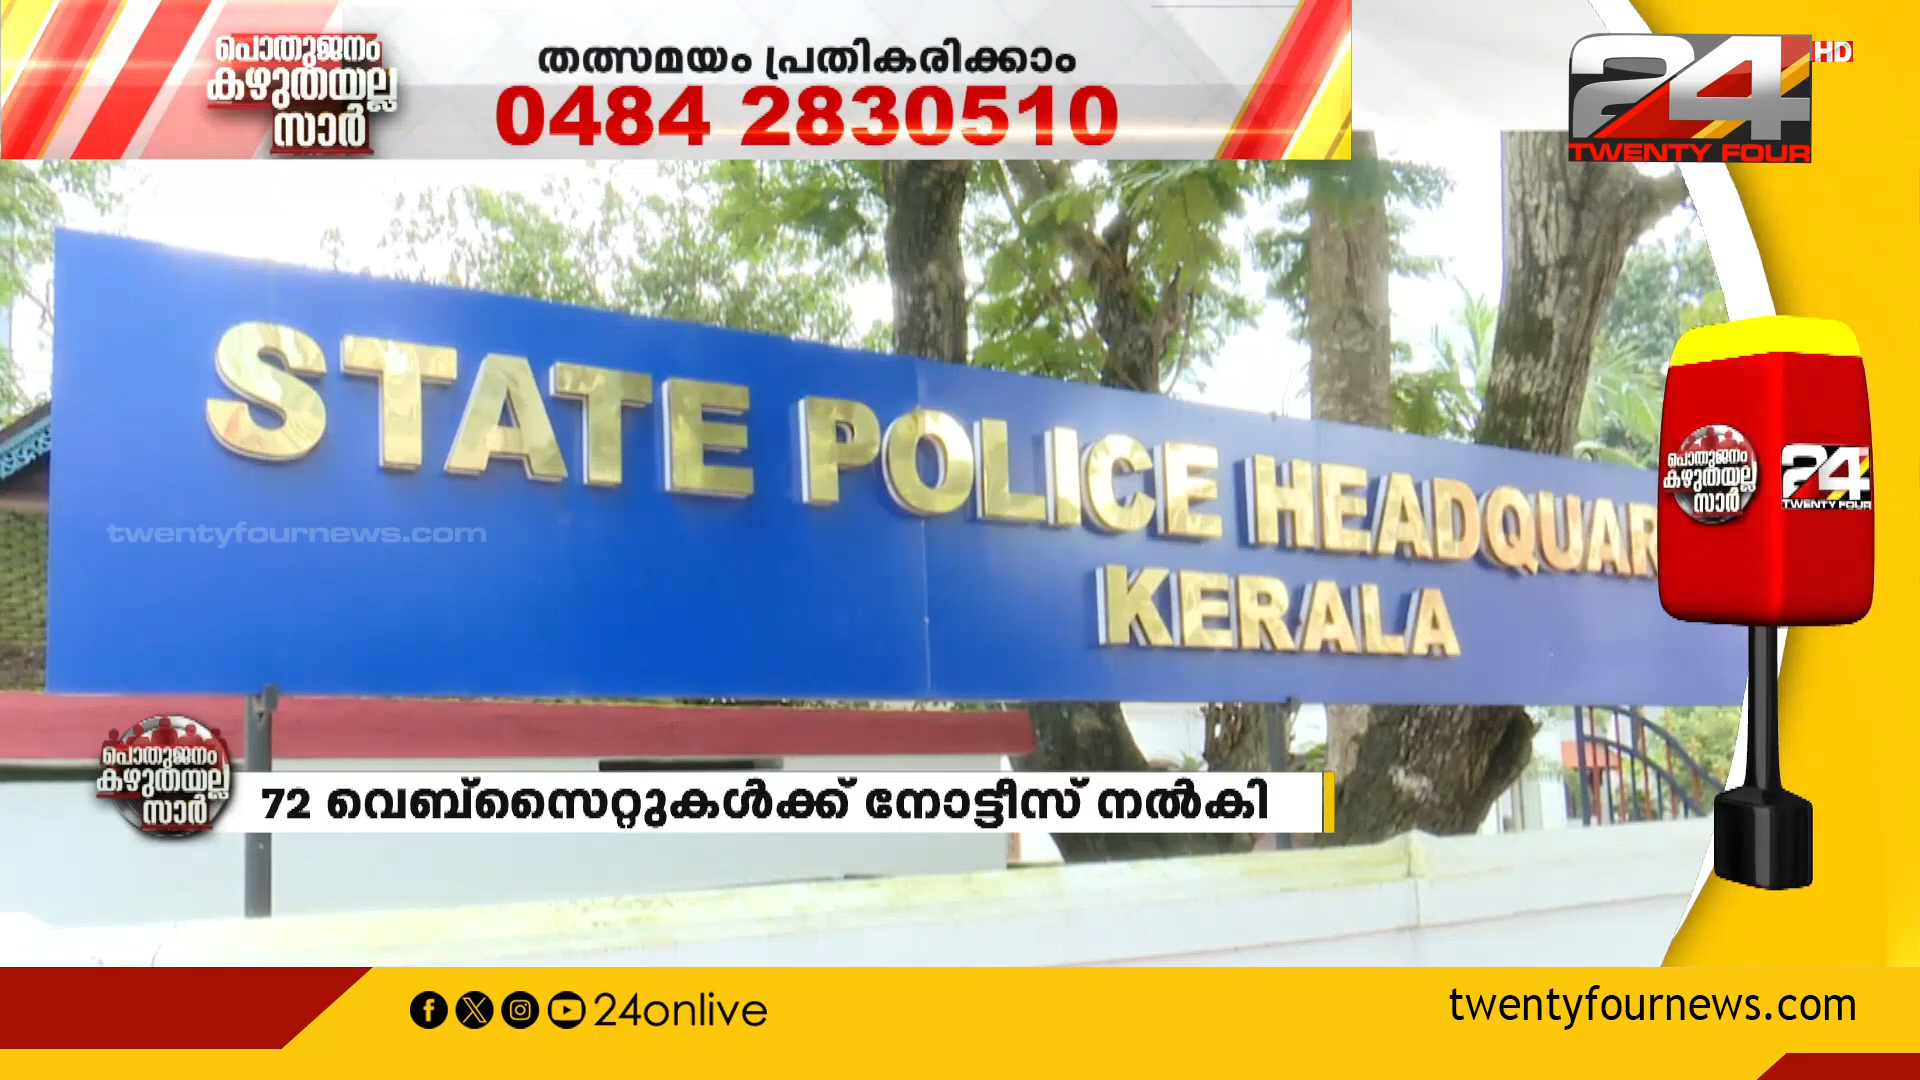 പൊതുജനം
കഴുതയല്ല
സാർ
തത്സമയം പ്രതികരിക്കാം
0484 2830510
24 HD
TWENTY FOUR
STATE POLICE HEADQUAR
KERALA
twentyfournews.com
പൊതുജനം
കഴുതയല്ല
സാർ
24
TWENTY FOUR
പൊതുജനം
കഴുതയല്ല
സാർ
72 വെബ്സൈറ്റുകൾക്ക് നോട്ടീസ് നൽകി
24onlive
twentyfournews.com